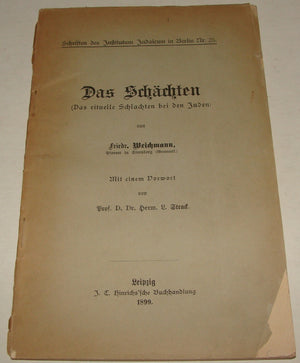 Schriften des Institutum Judaicum in Berlin Nr. 25.
Das Schächten
(Das rituelle Schlachten bei den Juden)
von
Friedr. Weichmann,
Pfarrer in
Mit einem Vorwort
von
Prof. D. Dr. Herm. L. Strack.
Leipzig
J. C. Hinrichs'sche Buchhandlung
1899.